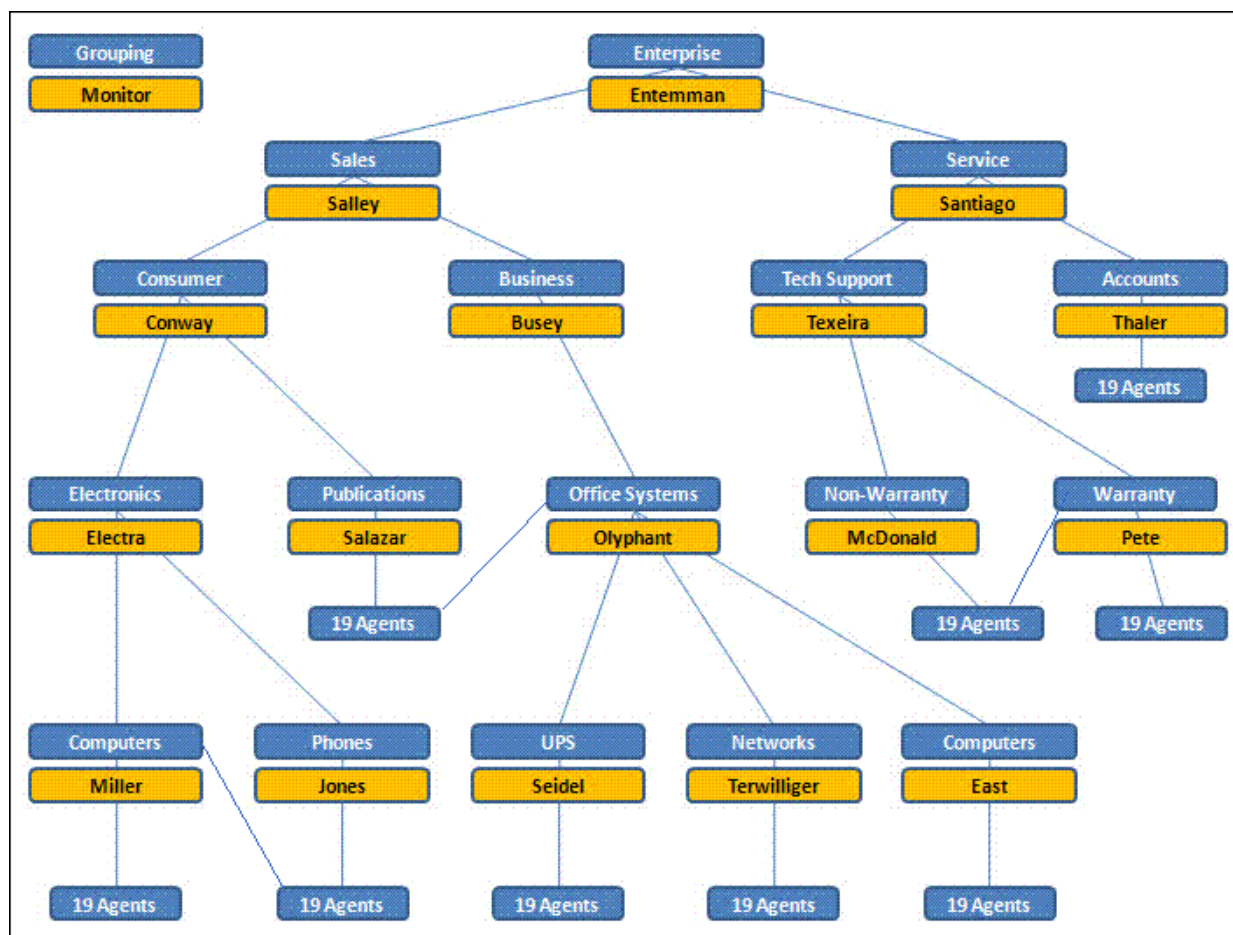 Grouping
Enterprise
Monitor
Entemman
Sales
Service
Salley
Santiago
Consumer
Business
Tech Support
Accounts
Conway
Busey
Texeira
Thaler
19 Agents
Electronics
Publications
Office Systems
Non-Warranty
Warranty
Electra
Salazar
Olyphant
McDonald
Pete
19 Agents
19 Agents
19 Agents
Computers
Phones
UPS
Networks
Computers
Miller
Jones
Seidel
Terwilliger
East
19 Agents
19 Agents
19 Agents
19 Agents
19 Agents